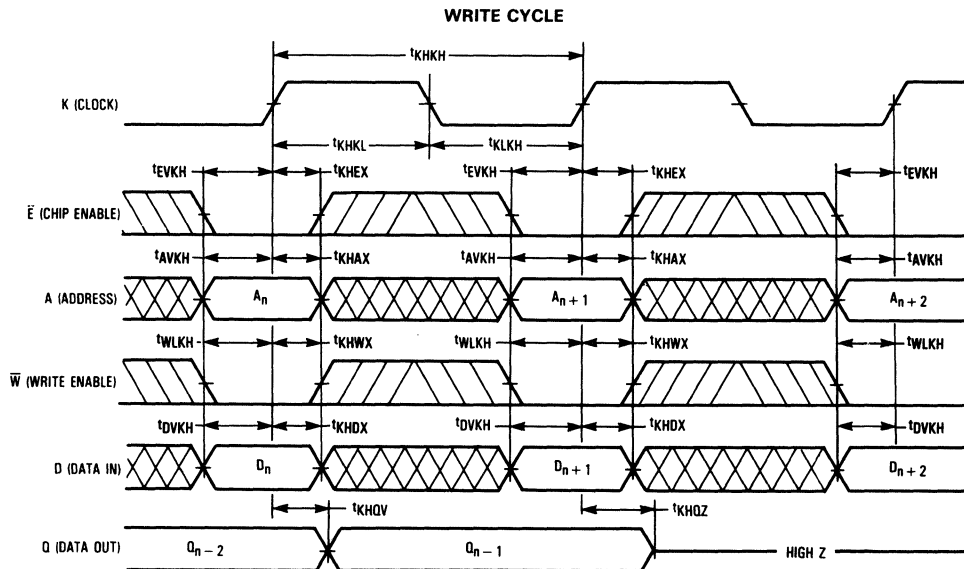 WRITE CYCLE
tKHKH
K (CLOCK)
tKHKL tKLKH
tEVKH tKHEX tEVKH tKHEX tEVKH
E̅ (CHIP ENABLE)
tAVKH tKHAX tAVKH tKHAX tAVKH
A (ADDRESS) An An + 1 An + 2
tWLKH tKHWX tWLKH tKHWX tWLKH
W̅ (WRITE ENABLE)
tDVKH tKHDX tDVKH tKHDX tDVKH
D (DATA IN) Dn Dn + 1 Dn + 2
tKHQV tKHQZ
Q (DATA OUT) Qn – 2 Qn – 1 HIGH Z